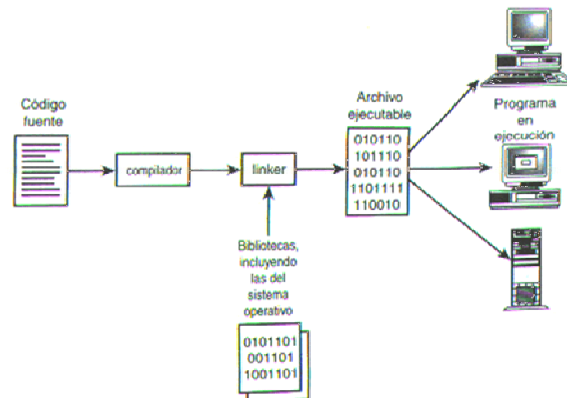 Código
fuente
compilador
linker
Bibliotecas,
incluyendo
las del
sistema
operativo
0101101
001101
1001101
Archivo
ejecutable
010110
101110
010110
1101111
110010
Programa
en
ejecución